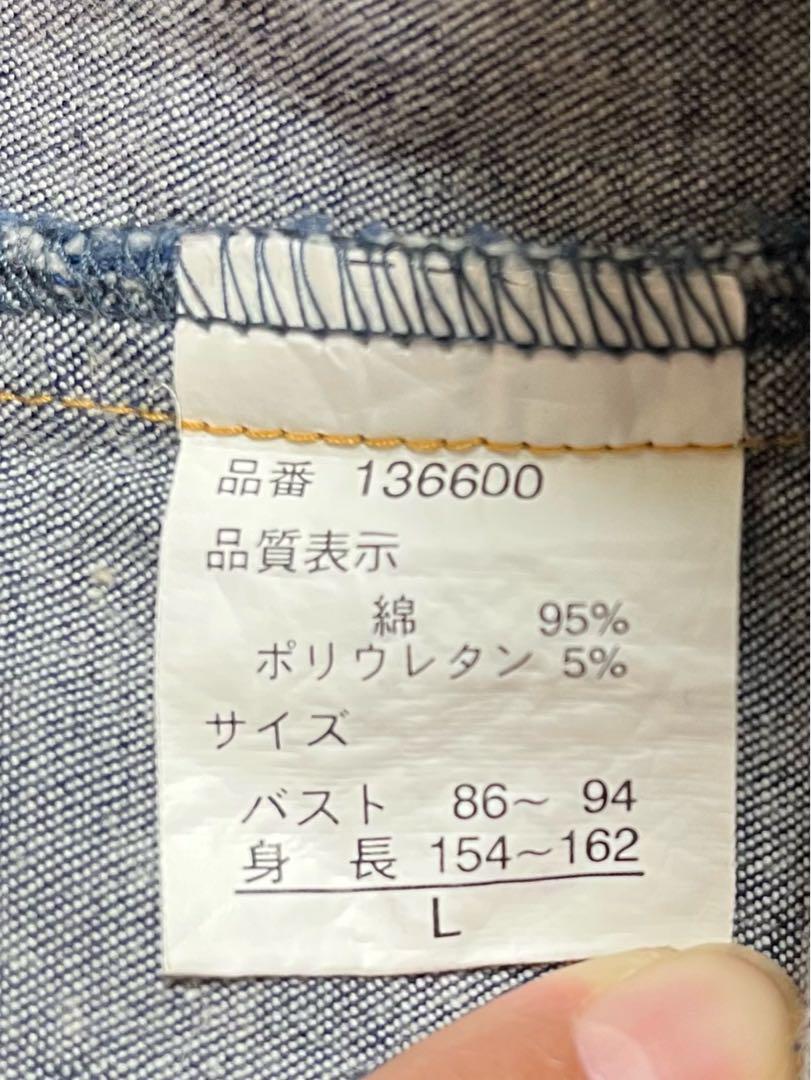 品番 136600
品質表示
綿 95%
ポリウレタン 5%
サイズ
バスト 86～ 94
身 長 154～162
L